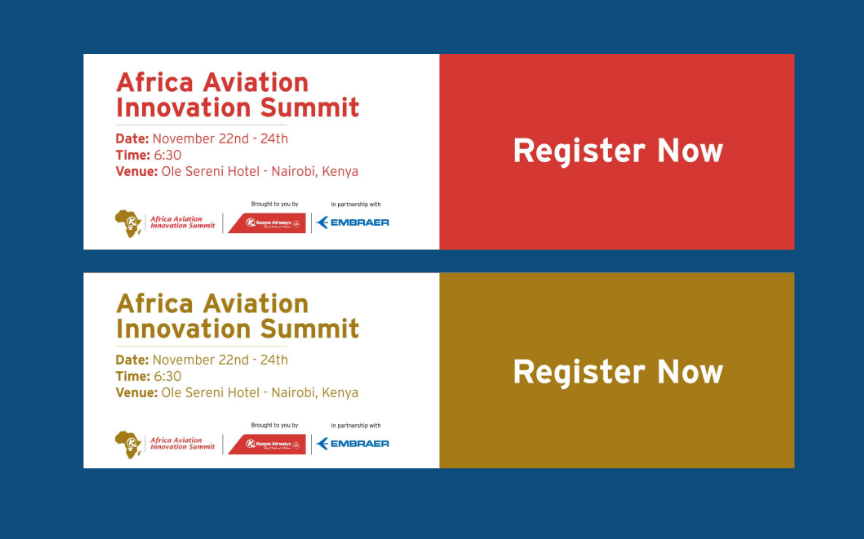 Africa Aviation
Innovation Summit
Date: November 22nd - 24th
Time: 6:30
Venue: Ole Sereni Hotel - Nairobi, Kenya
Brought to you by
In partnership with
Africa Aviation
Innovation Summit
Kenya Airways
EMBRAER
Register Now
Africa Aviation
Innovation Summit
Date: November 22nd - 24th
Time: 6:30
Venue: Ole Sereni Hotel - Nairobi, Kenya
Brought to you by
In partnership with
Africa Aviation
Innovation Summit
Kenya Airways
EMBRAER
Register Now